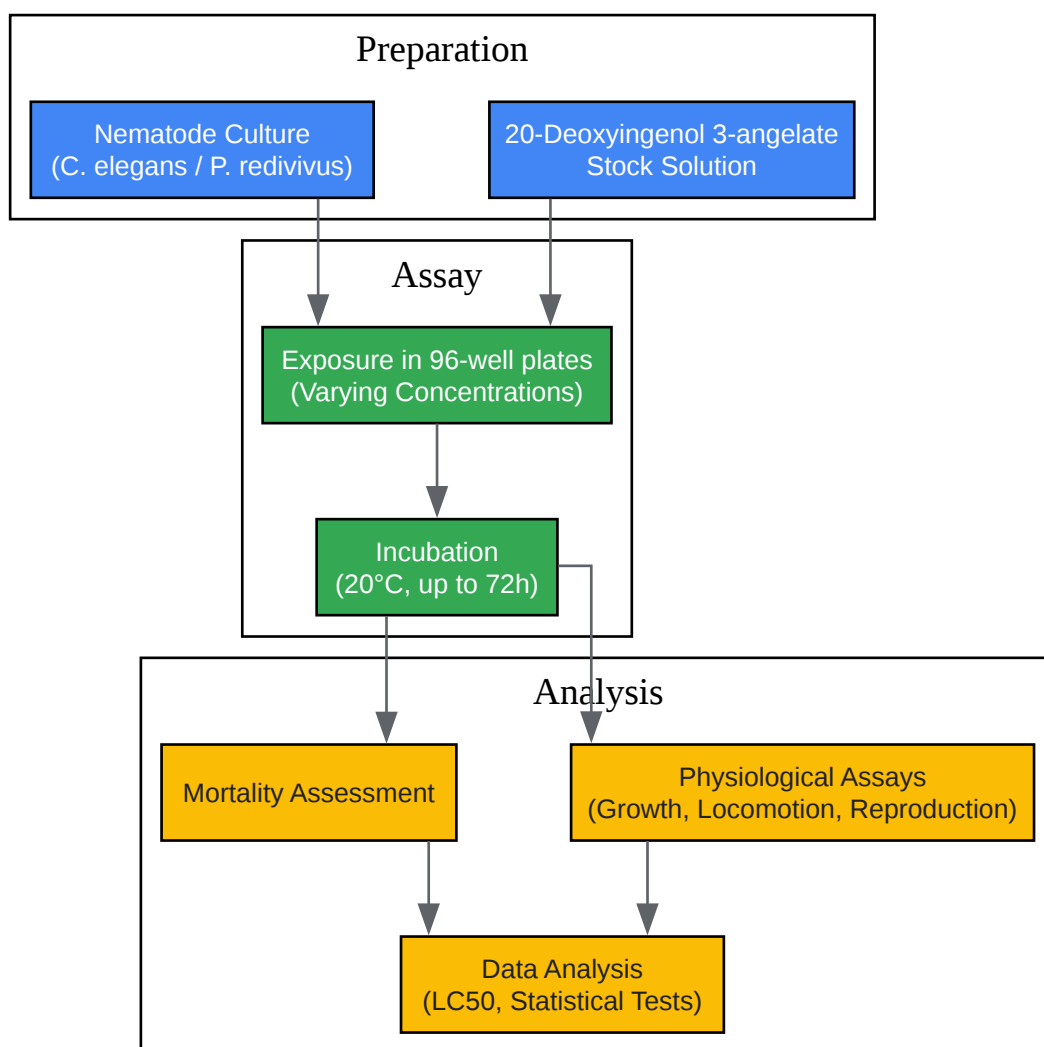 Preparation
Nematode Culture
(C. elegans / P. redivivus)
20-Deoxyingenol 3-angelate
Stock Solution
Assay
Exposure in 96-well plates
(Varying Concentrations)
Incubation
(20°C, up to 72h)
Analysis
Mortality Assessment
Physiological Assays
(Growth, Locomotion, Reproduction)
Data Analysis
(LC50, Statistical Tests)